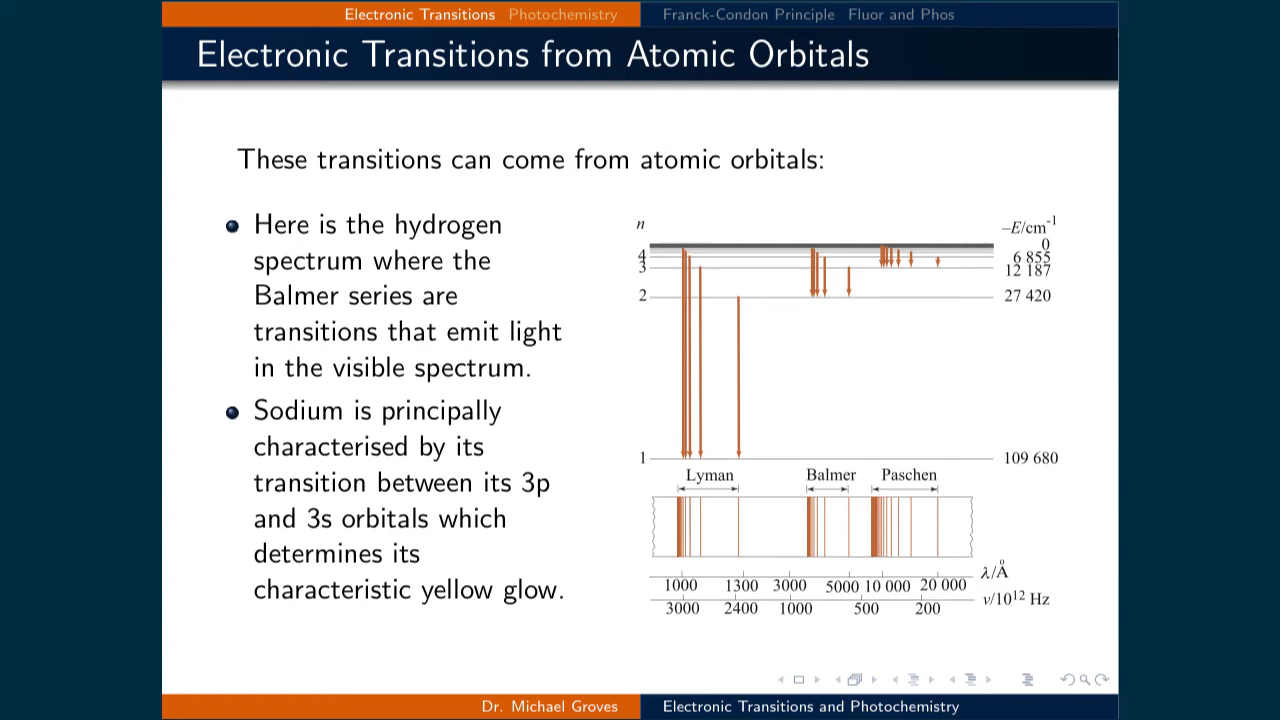 Electronic Transitions Photochemistry Franck-Condon Principle Fluor and Phos
Electronic Transitions from Atomic Orbitals
These transitions can come from atomic orbitals:
Here is the hydrogen
spectrum where the
Balmer series are
transitions that emit light
in the visible spectrum.
Sodium is principally
characterised by its
transition between its 3p
and 3s orbitals which
determines its
characteristic yellow glow.
n
–E/cm-1
0
4 6 855
3 12 187
2 27 420
1 109 680
Lyman Balmer Paschen
λ/Å
1000 1300 3000 5000 10 000 20 000
ν/10¹² Hz
3000 2400 1000 500 200
Dr. Michael Groves Electronic Transitions and Photochemistry